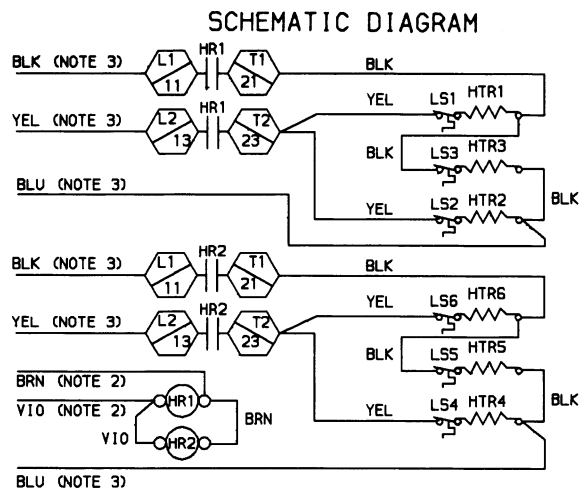 SCHEMATIC DIAGRAM
BLK (NOTE 3) L1 11 HR1 T1 21 BLK
YEL (NOTE 3) L2 13 HR1 T2 23 YEL LS1 HTR1
BLK LS3 HTR3
BLU (NOTE 3) YEL LS2 HTR2 BLK
BLK (NOTE 3) L1 11 HR2 T1 21 BLK
YEL (NOTE 3) L2 13 HR2 T2 23 YEL LS6 HTR6
BLK LS5 HTR5
BRN (NOTE 2)
VIO (NOTE 2) HR1 BRN YEL LS4 HTR4 BLK
VIO HR2
BLU (NOTE 3)